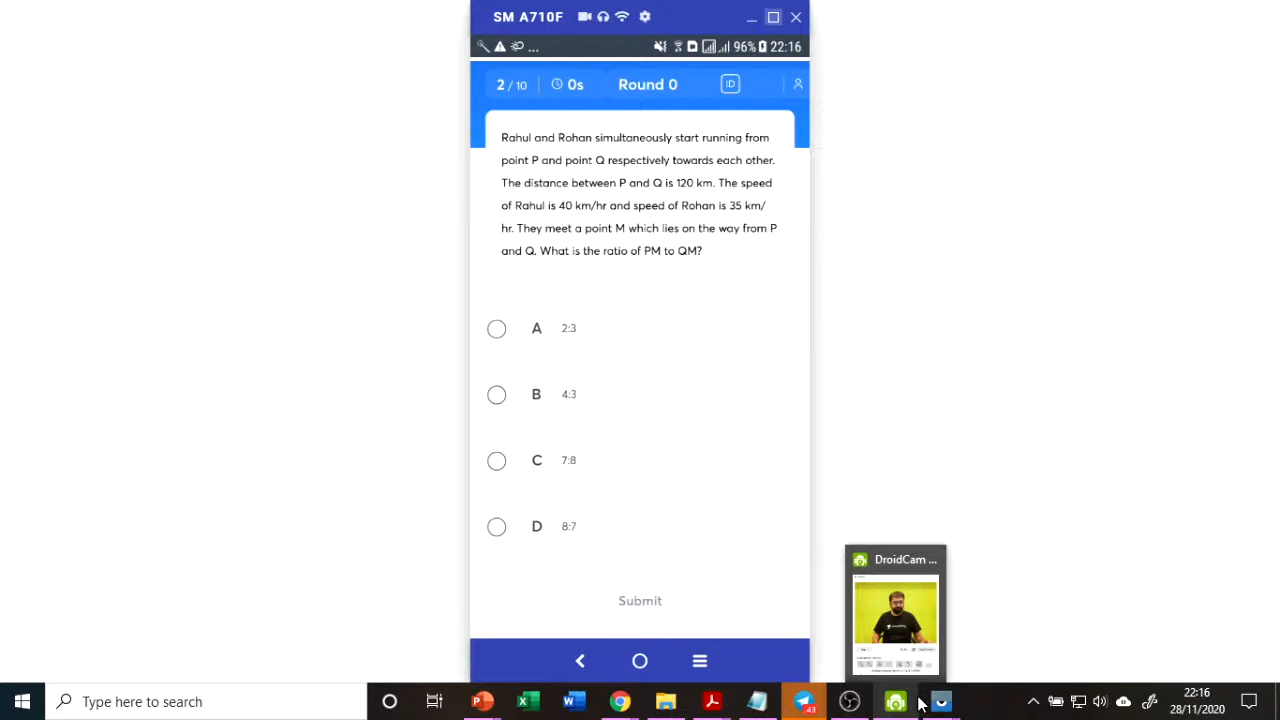 SM A710F
... 96% 22:16
2 / 10 0s Round 0 ID
Rahul and Rohan simultaneously start running from
point P and point Q respectively towards each other.
The distance between P and Q is 120 km. The speed
of Rahul is 40 km/hr and speed of Rohan is 35 km/
hr. They meet a point M which lies on the way from P
and Q. What is the ratio of PM to QM?
A 2:3
B 4:3
C 7:8
D 8:7
Submit
DroidCam ...
Type here to search
43
22:16
28/11/2020